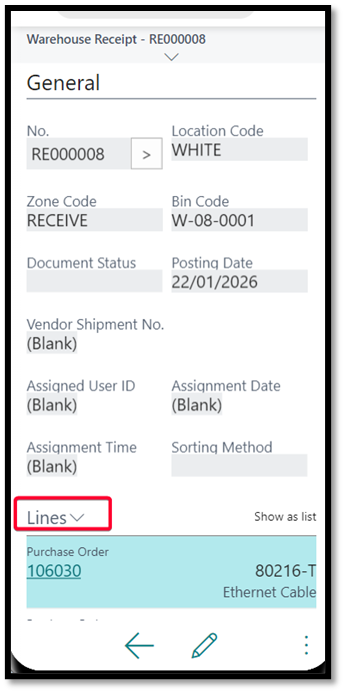 Warehouse Receipt - RE000008
General
No.
Location Code
RE000008 >
WHITE
Zone Code
Bin Code
RECEIVE
W-08-0001
Document Status
Posting Date
22/01/2026
Vendor Shipment No.
(Blank)
Assigned User ID
Assignment Date
(Blank)
(Blank)
Assignment Time
Sorting Method
(Blank)
Lines
Show as list
Purchase Order
106030
80216-T
Ethernet Cable